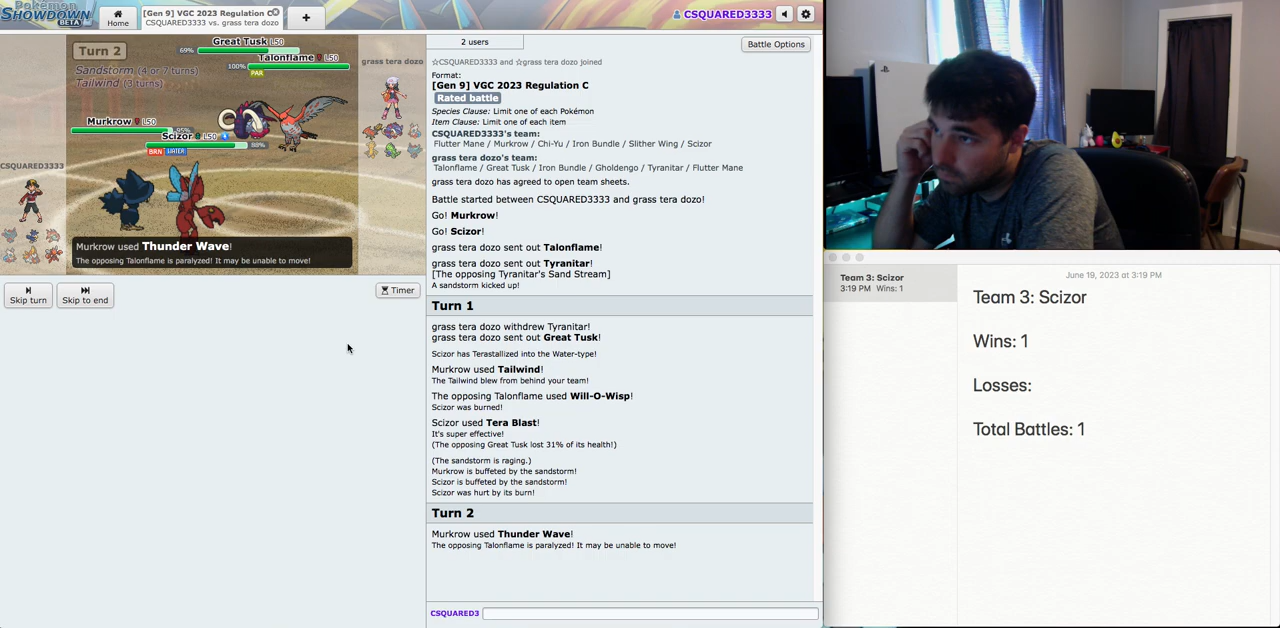 Pokémon
SHOWDOWN
BETA
Home
[Gen 9] VGC 2023 Regulation C
CSQUARED3333 vs. grass tera dozo
+
CSQUARED3333
2 users
Battle Options
Turn 2
Sandstorm (4 or 7 turns)
Tailwind (3 turns)
Great Tusk L50
69%
Talonflame L50
100%
PAR
grass tera dozo
Murkrow L50
95%
Scizor L50
88%
BRN WATER
CSQUARED3333
Murkrow used Thunder Wave!
The opposing Talonflame is paralyzed! It may be unable to move!
Skip turn
Skip to end
Timer
☆CSQUARED3333 and ☆grass tera dozo joined
Format:
[Gen 9] VGC 2023 Regulation C
Rated battle
Species Clause: Limit one of each Pokémon
Item Clause: Limit one of each item
CSQUARED3333's team:
Flutter Mane / Murkrow / Chi-Yu / Iron Bundle / Slither Wing / Scizor
grass tera dozo's team:
Talonflame / Great Tusk / Iron Bundle / Gholdengo / Tyranitar / Flutter Mane
grass tera dozo has agreed to open team sheets.
Battle started between CSQUARED3333 and grass tera dozo!
Go! Murkrow!
Go! Scizor!
grass tera dozo sent out Talonflame!
grass tera dozo sent out Tyranitar!
[The opposing Tyranitar's Sand Stream]
A sandstorm kicked up!
Turn 1
grass tera dozo withdrew Tyranitar!
grass tera dozo sent out Great Tusk!
Scizor has Terastallized into the Water-type!
Murkrow used Tailwind!
The Tailwind blew from behind your team!
The opposing Talonflame used Will-O-Wisp!
Scizor was burned!
Scizor used Tera Blast!
It's super effective!
(The opposing Great Tusk lost 31% of its health!)
(The sandstorm is raging.)
Murkrow is buffeted by the sandstorm!
Scizor is buffeted by the sandstorm!
Scizor was hurt by its burn!
Turn 2
Murkrow used Thunder Wave!
The opposing Talonflame is paralyzed! It may be unable to move!
CSQUARED3
Team 3: Scizor
3:19 PM Wins: 1
June 19, 2023 at 3:19 PM
Team 3: Scizor
Wins: 1
Losses:
Total Battles: 1